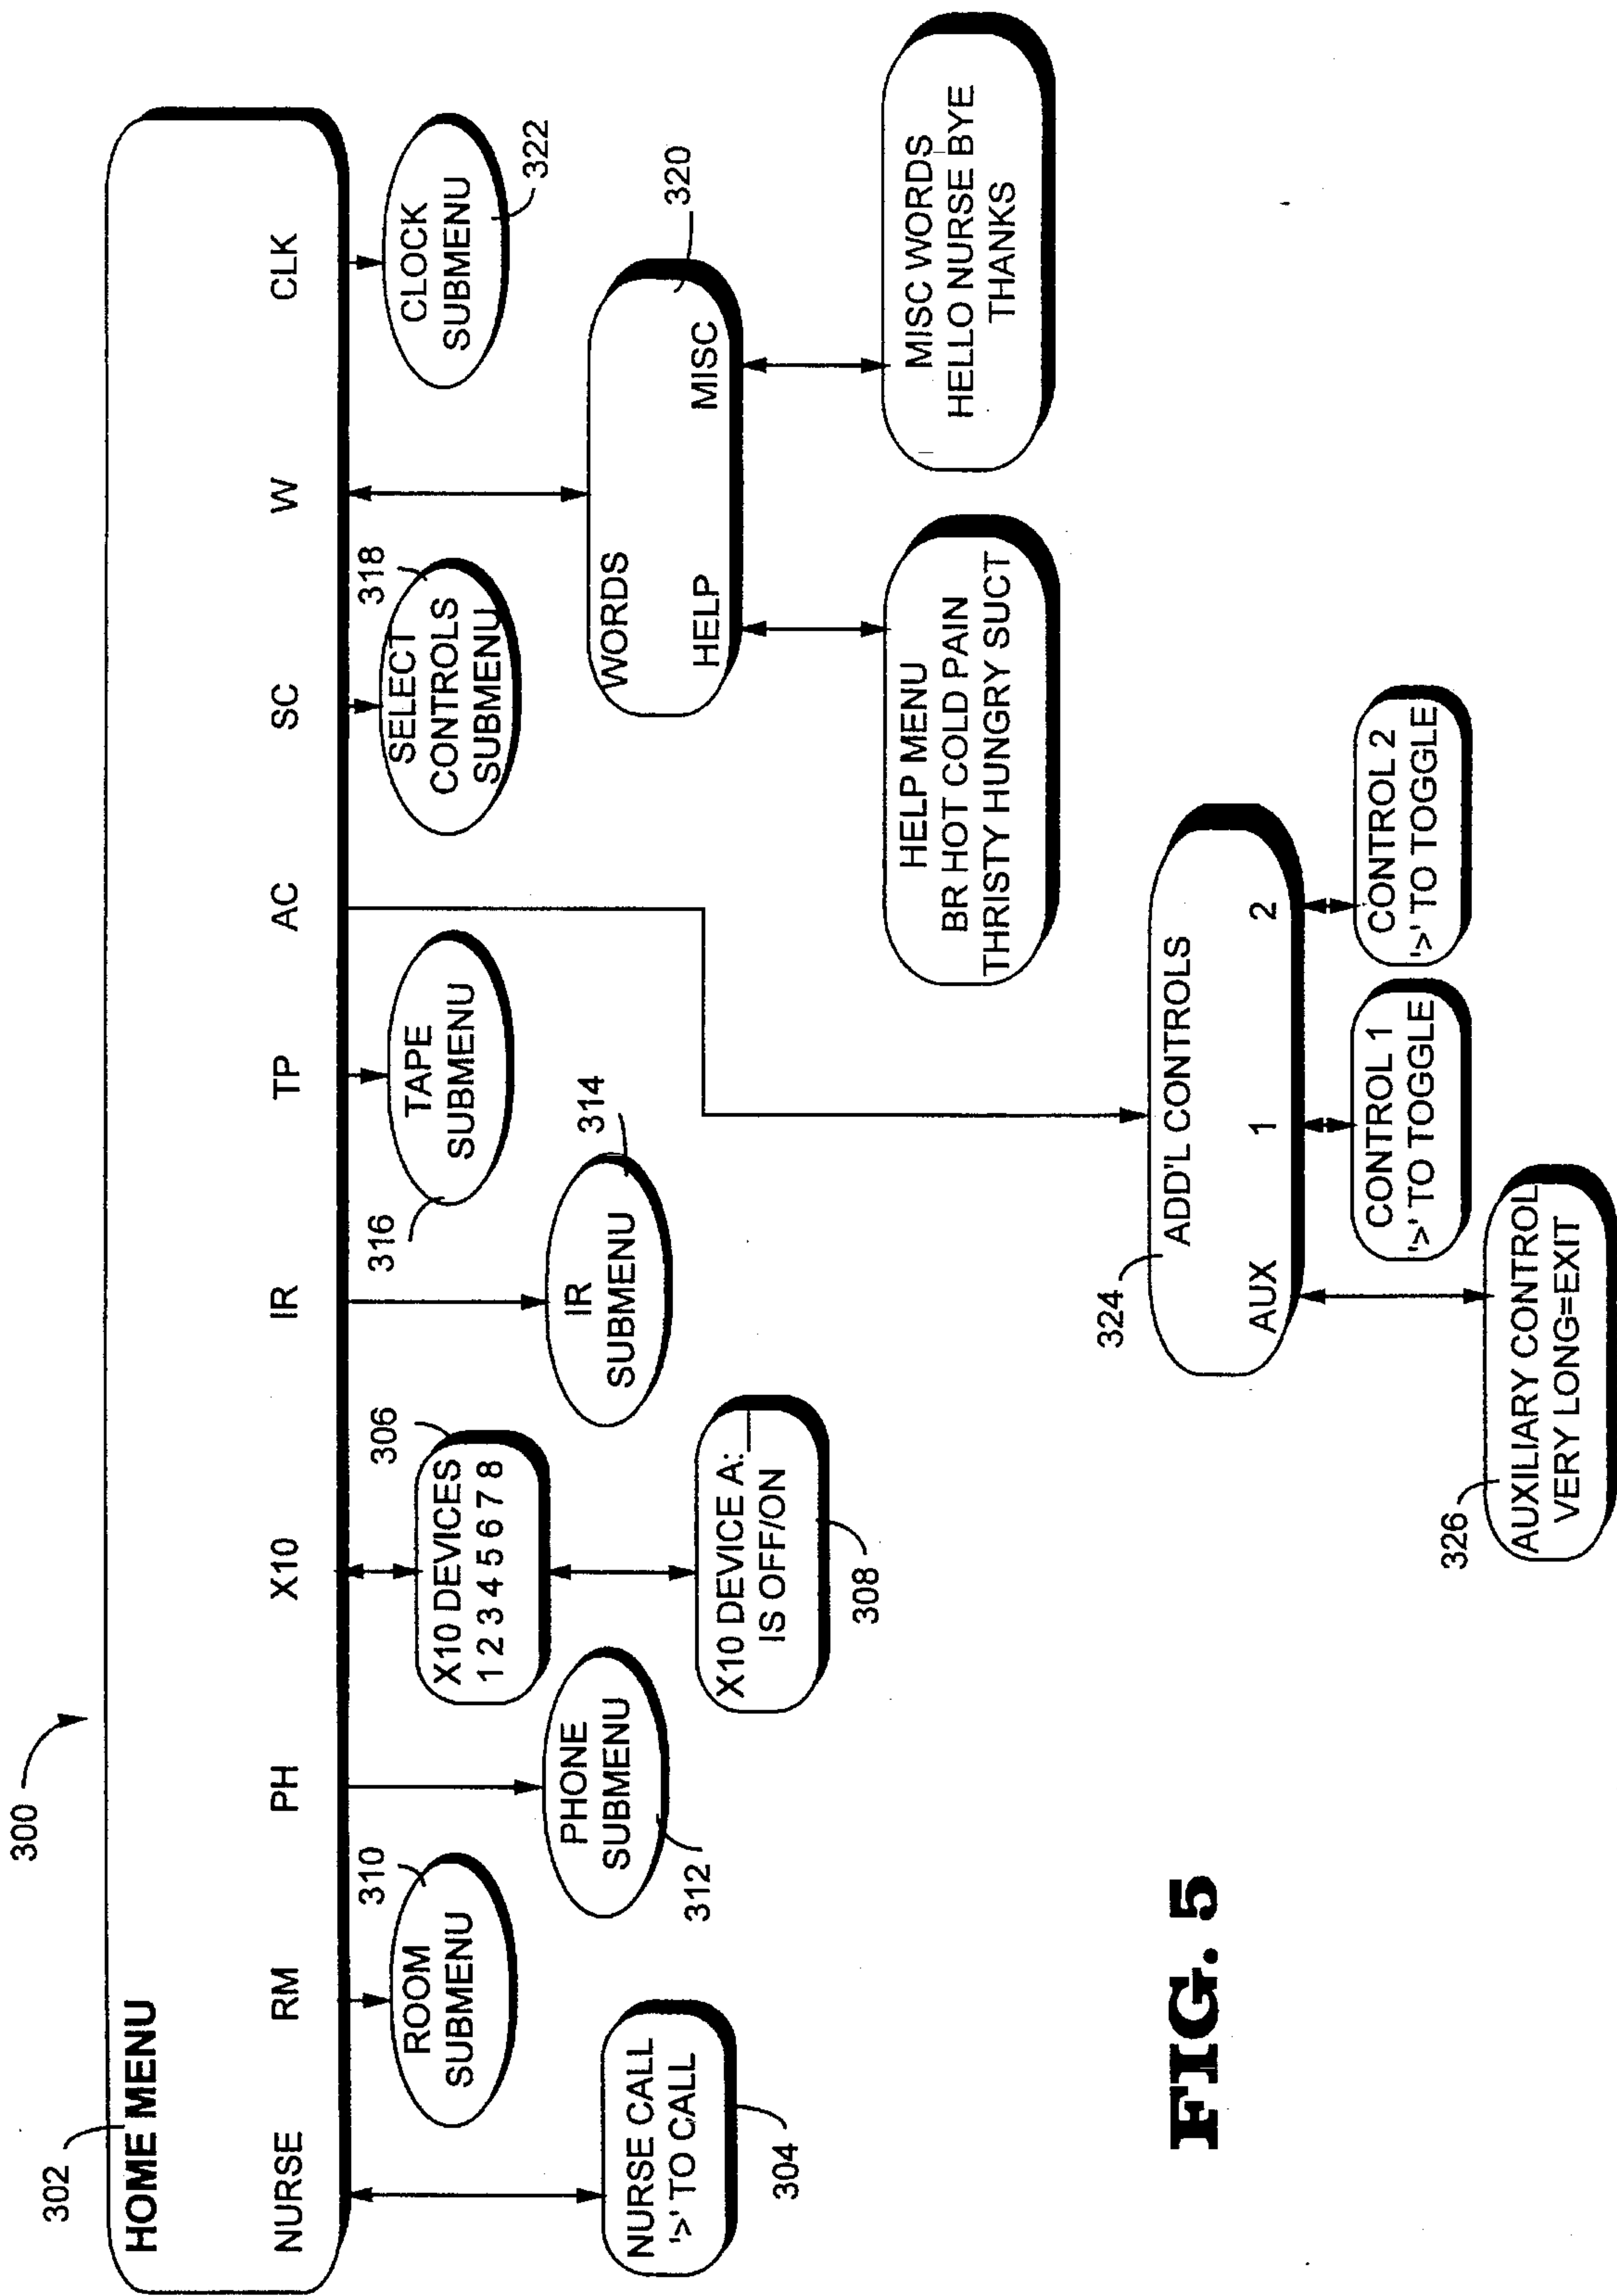 300
302
HOME MENU
NURSE RM PH X10 IR TP AC SC W CLK
NURSE CALL
'>' TO CALL
304
310
ROOM
SUBMENU
PHONE
SUBMENU
312
306
X10 DEVICES
1 2 3 4 5 6 7 8
X10 DEVICE A:__
IS OFF/ON
308
IR
SUBMENU
314
316
TAPE
SUBMENU
318
SELECT
CONTROLS
SUBMENU
CLOCK
SUBMENU
322
WORDS
HELP MISC
320
HELP MENU
BR HOT COLD PAIN
THRISTY HUNGRY SUCT
MISC WORDS
HELLO NURSE BYE
THANKS
324
ADD'L CONTROLS
AUX 1 2
CONTROL 1
'>' TO TOGGLE
CONTROL 2
'>' TO TOGGLE
326
AUXILIARY CONTROL
VERY LONG=EXIT
FIG. 5